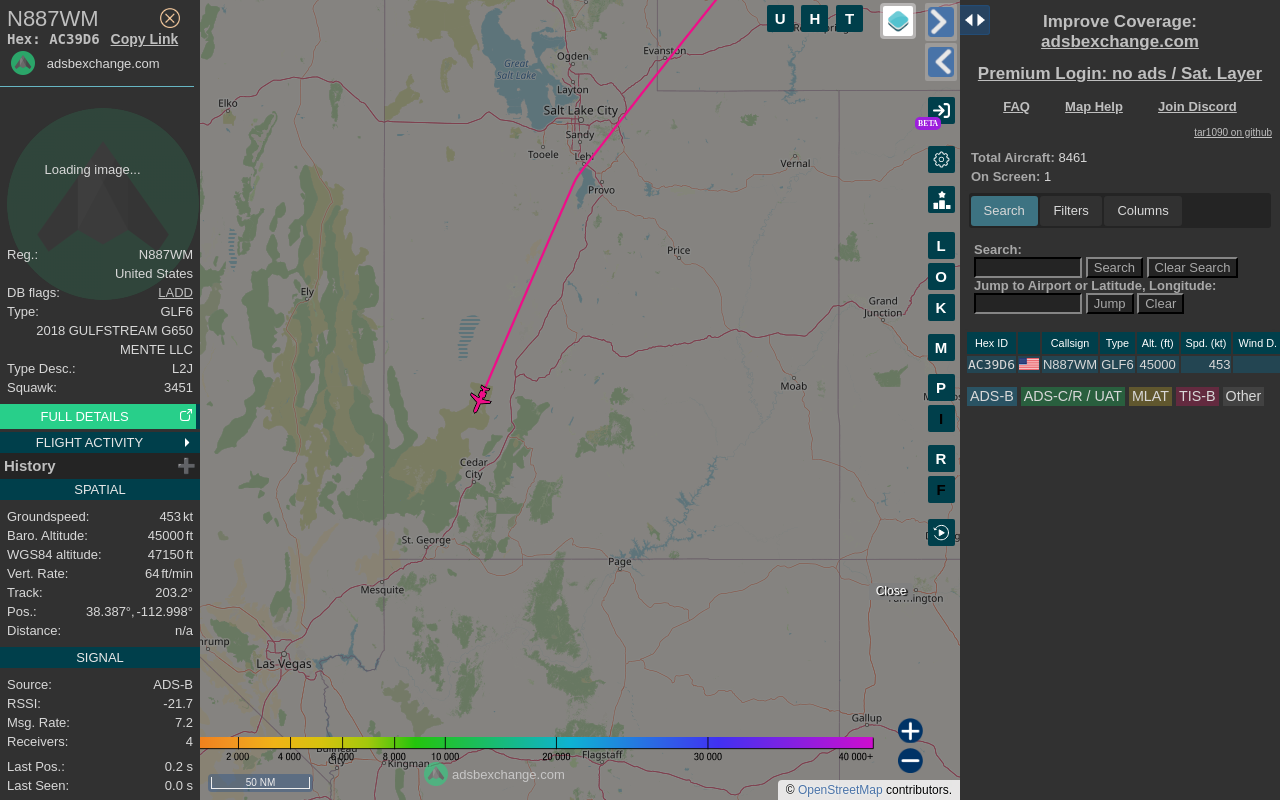 N887WM
Hex: AC39D6 Copy Link
adsbexchange.com
Loading image...
Reg.: N887WM
United States
DB flags: LADD
Type: GLF6
2018 GULFSTREAM G650
MENTE LLC
Type Desc.: L2J
Squawk: 3451
FULL DETAILS
FLIGHT ACTIVITY
History
SPATIAL
Groundspeed: 453 kt
Baro. Altitude: 45000 ft
WGS84 altitude: 47150 ft
Vert. Rate: 64 ft/min
Track: 203.2°
Pos.: 38.387°, -112.998°
Distance: n/a
SIGNAL
Source: ADS-B
RSSI: -21.7
Msg. Rate: 7.2
Receivers: 4
Last Pos.: 0.2 s
Last Seen: 0.0 s
U H T
Evanston
Ogden
Great
Salt Lake
Layton
Elko
Salt Lake City
Sandy
Tooele
Lehi
Vernal
Provo
Price
Ely
Grand
Junction
Moab
Cedar
City
St. George
Page
Mesquite
Las Vegas
Close
Gallup
City
Kingman
Flagstaff
BETA
L
O
K
M
P
I
R
F
2 000 4 000 6 000 8 000 10 000 20 000 30 000 40 000+
50 NM
adsbexchange.com
© OpenStreetMap contributors.
Improve Coverage:
adsbexchange.com
Premium Login: no ads / Sat. Layer
FAQ Map Help Join Discord
tar1090 on github
Total Aircraft: 8461
On Screen: 1
Search Filters Columns
Search:
Search Clear Search
Jump to Airport or Latitude, Longitude:
Jump Clear
Hex ID Callsign Type Alt. (ft) Spd. (kt) Wind D.
AC39D6 N887WM GLF6 45000 453
ADS-B ADS-C/R / UAT MLAT TIS-B Other